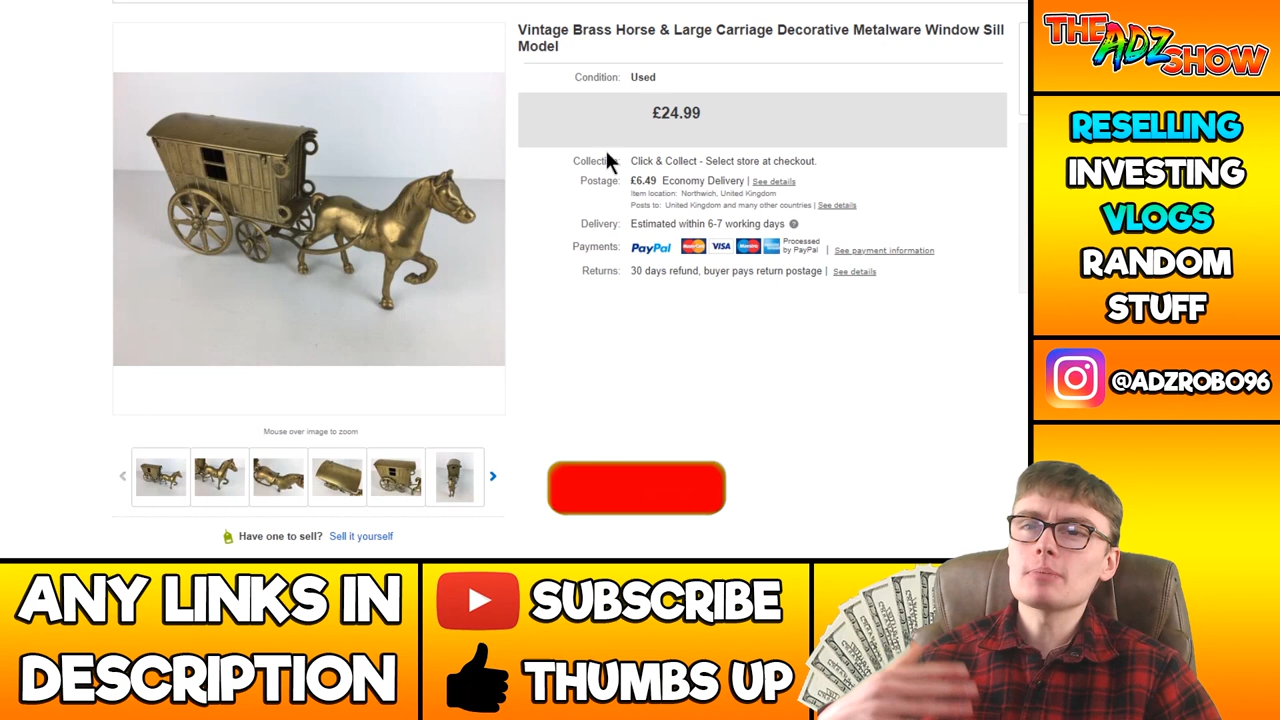 Vintage Brass Horse & Large Carriage Decorative Metalware Window Sill
Model
Condition: Used
£24.99
Click & Collect - Select store at checkout.
Postage: £6.49 Economy Delivery | See details
Item location: Northwich, United Kingdom
Posts to: United Kingdom and many other countries | See details
Delivery: Estimated within 6-7 working days
Payments: PayPal MasterCard VISA Maestro Processed
by PayPal | See payment information
Returns: 30 days refund, buyer pays return postage | See details
Mouse over image to zoom
Have one to sell? Sell it yourself
THE ADZ SHOW
RESELLING
INVESTING
VLOGS
RANDOM
STUFF
@ADZROBO96
ANY LINKS IN
DESCRIPTION
SUBSCRIBE
THUMBS UP